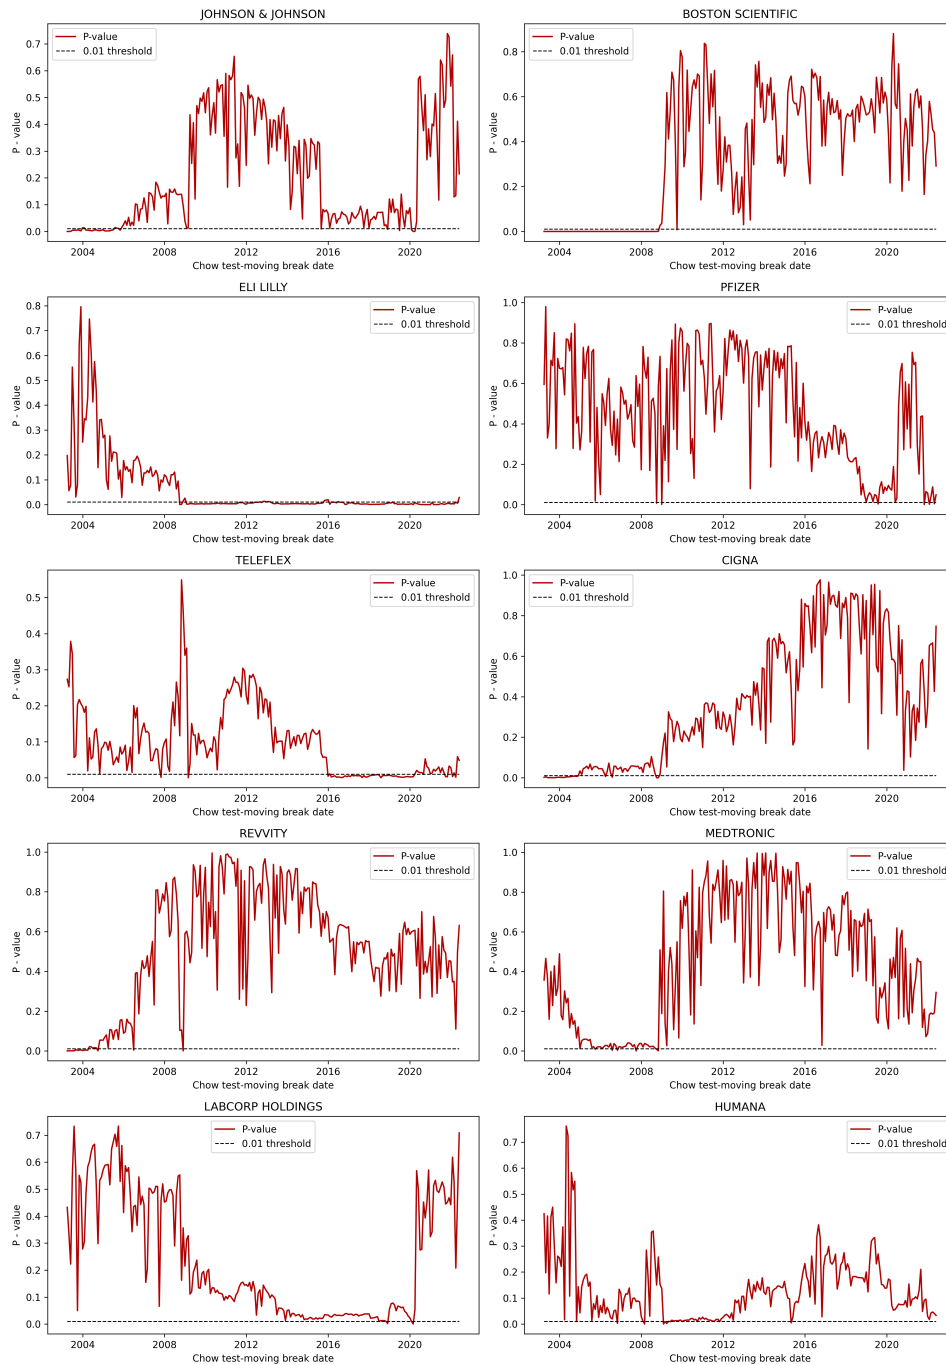 JOHNSON & JOHNSON
P-value
0.01 threshold
P - value
0.7
0.6
0.5
0.4
0.3
0.2
0.1
0.0
2004 2008 2012 2016 2020
Chow test-moving break date
BOSTON SCIENTIFIC
P-value
0.01 threshold
P - value
0.8
0.6
0.4
0.2
0.0
2004 2008 2012 2016 2020
Chow test-moving break date
ELI LILLY
P-value
0.01 threshold
P - value
0.8
0.7
0.6
0.5
0.4
0.3
0.2
0.1
0.0
2004 2008 2012 2016 2020
Chow test-moving break date
PFIZER
P-value
0.01 threshold
P - value
1.0
0.8
0.6
0.4
0.2
0.0
2004 2008 2012 2016 2020
Chow test-moving break date
TELEFLEX
P-value
0.01 threshold
P - value
0.5
0.4
0.3
0.2
0.1
0.0
2004 2008 2012 2016 2020
Chow test-moving break date
CIGNA
P-value
0.01 threshold
P - value
1.0
0.8
0.6
0.4
0.2
0.0
2004 2008 2012 2016 2020
Chow test-moving break date
REVVITY
P-value
0.01 threshold
P - value
1.0
0.8
0.6
0.4
0.2
0.0
2004 2008 2012 2016 2020
Chow test-moving break date
MEDTRONIC
P-value
0.01 threshold
P - value
1.0
0.8
0.6
0.4
0.2
0.0
2004 2008 2012 2016 2020
Chow test-moving break date
LABCORP HOLDINGS
P-value
0.01 threshold
P - value
0.7
0.6
0.5
0.4
0.3
0.2
0.1
0.0
2004 2008 2012 2016 2020
Chow test-moving break date
HUMANA
P-value
0.01 threshold
P - value
0.7
0.6
0.5
0.4
0.3
0.2
0.1
0.0
2004 2008 2012 2016 2020
Chow test-moving break date